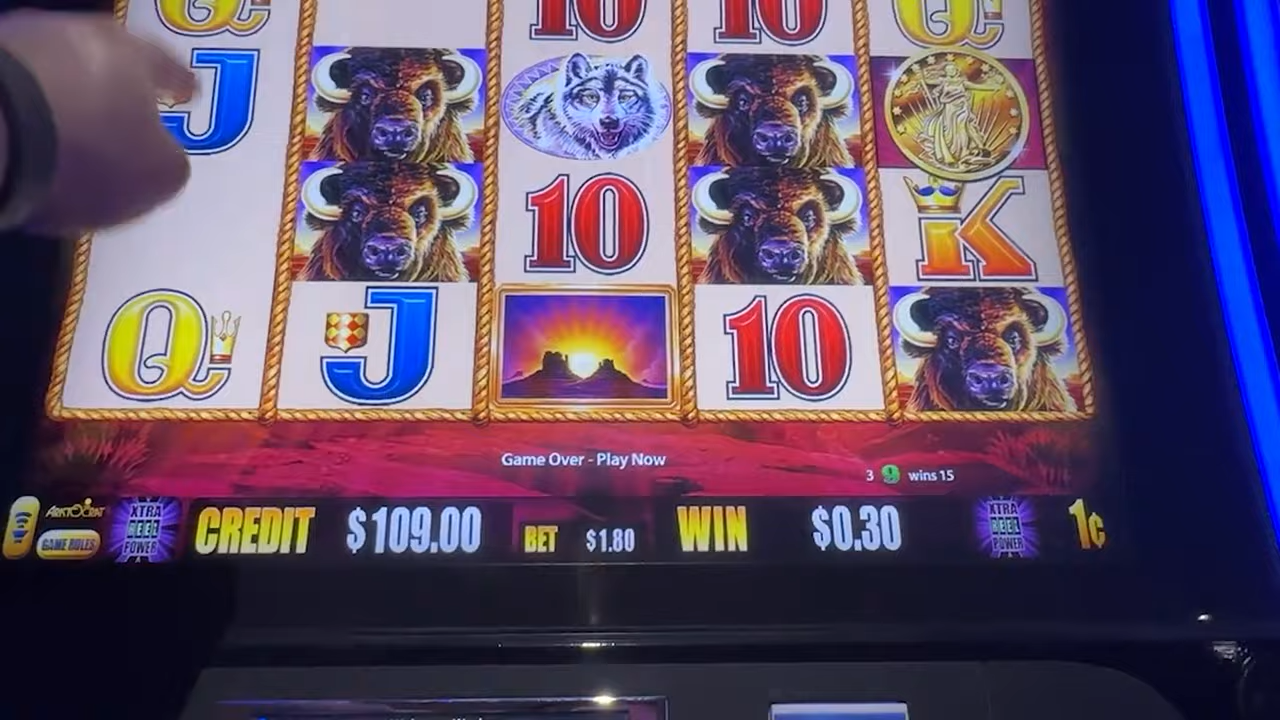 Q 10 10 Q
J
10 K
Q J 10
Game Over - Play Now
3 9 wins 15
ARISTOCRAT
GAME RULES
XTRA REEL POWER
CREDIT $109.00
BET $1.80
WIN $0.30
XTRA REEL POWER
1¢